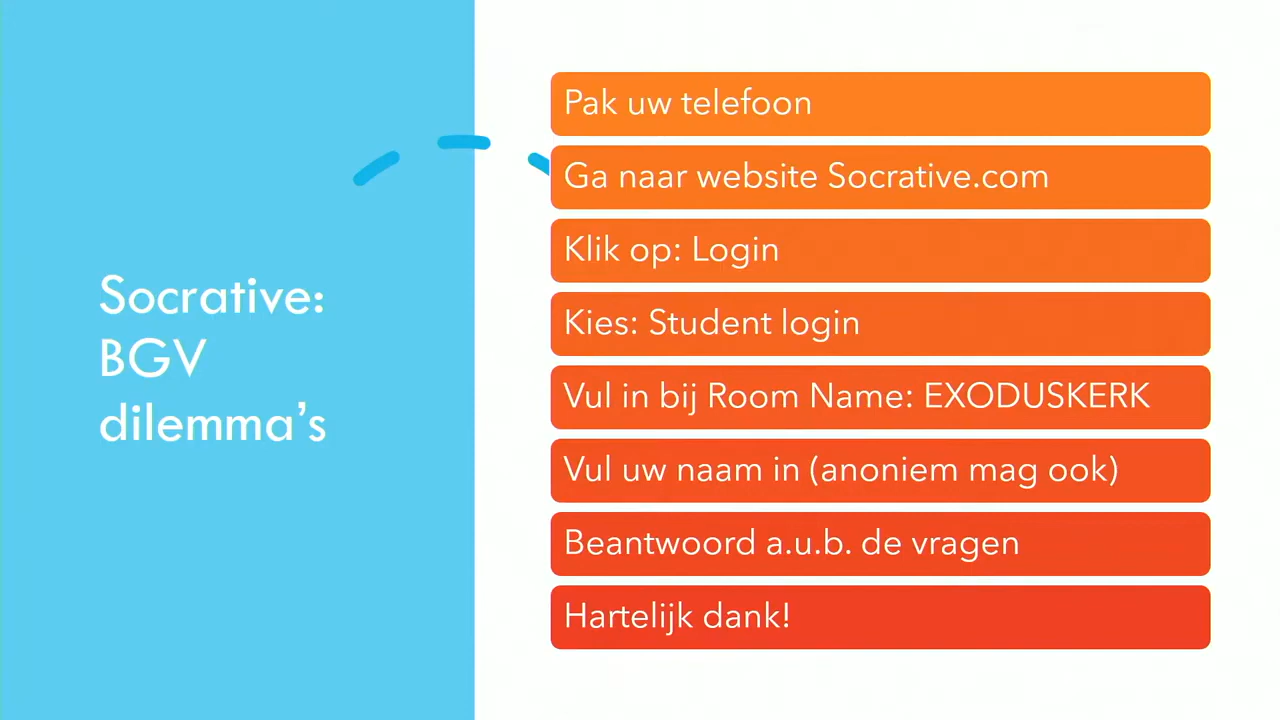 Socrative:
BGV
dilemma’s
Pak uw telefoon
Ga naar website Socrative.com
Klik op: Login
Kies: Student login
Vul in bij Room Name: EXODUSKERK
Vul uw naam in (anoniem mag ook)
Beantwoord a.u.b. de vragen
Hartelijk dank!